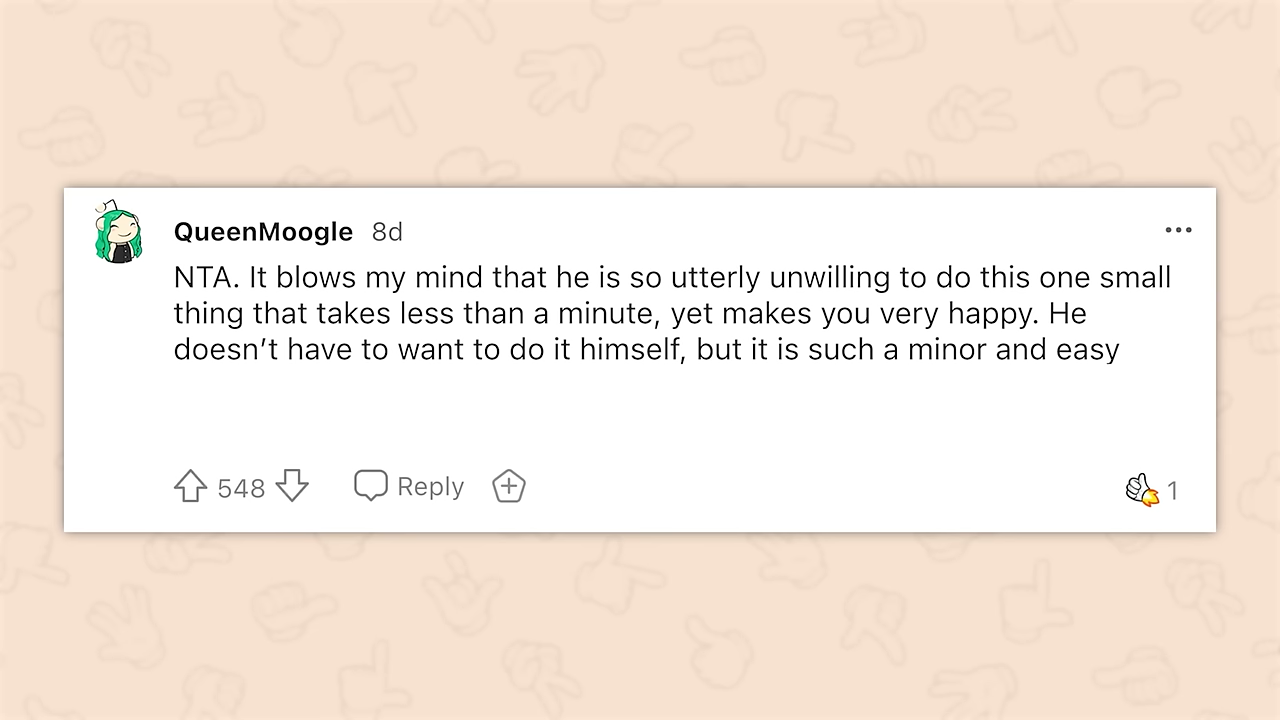 QueenMoogle 8d
NTA. It blows my mind that he is so utterly unwilling to do this one small
thing that takes less than a minute, yet makes you very happy. He
doesn’t have to want to do it himself, but it is such a minor and easy
548 Reply 1